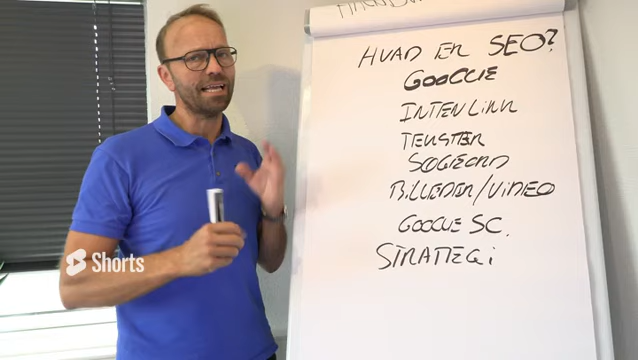 HVAD ER SEO?
GOOGLE
INTERN LINK
TEKSTER
SØGEORD
BILLEDER/VIDEO
GOOGLE SC.
STRATEGI
Shorts